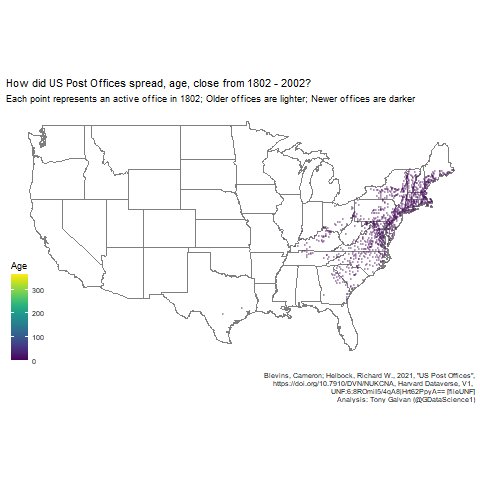 How did US Post Offices spread, age, close from 1802 - 2002?
Each point represents an active office in 1802; Older offices are lighter; Newer offices are darker
Age
300
200
100
0
Blevins, Cameron; Helbock, Richard W., 2021, "US Post Offices",
https://doi.org/10.7910/DVN/NUKCNA, Harvard Dataverse, V1,
UNF:6:8ROmiI5/4qA8jHrt62PpyA== [fileUNF]
Analysis: Tony Galvan (@GDataScience1)